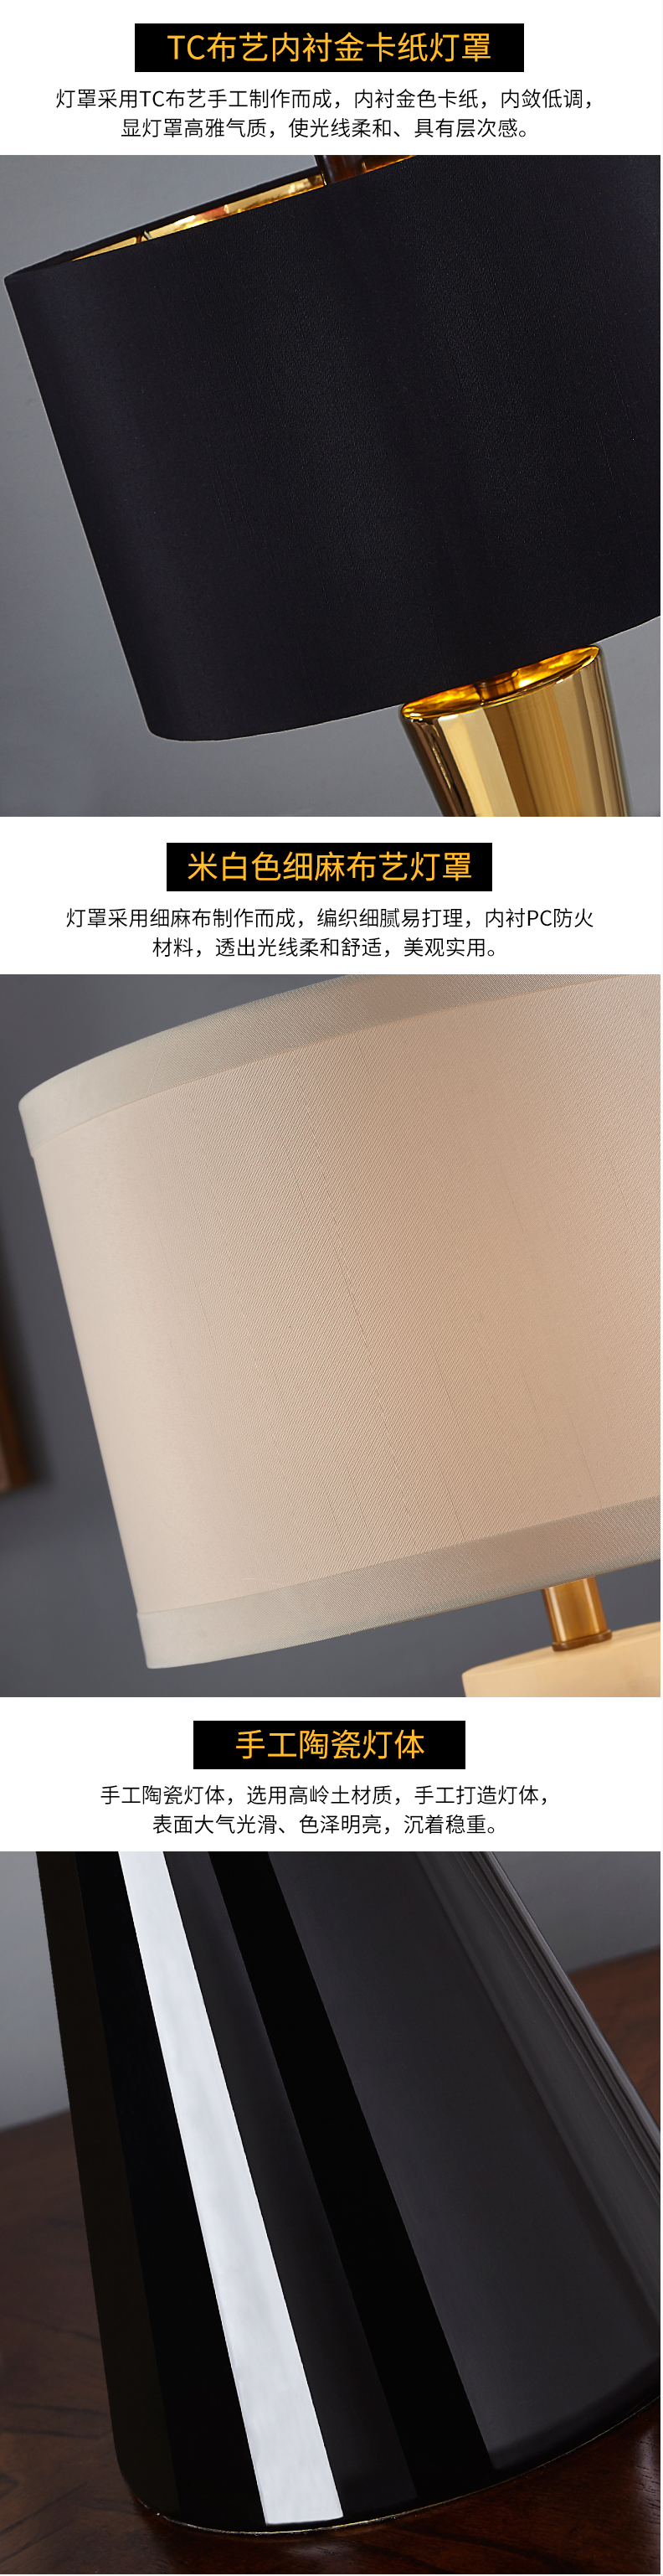 TC布艺内衬金卡纸灯罩
灯罩采用TC布艺手工制作而成，内衬金色卡纸，内敛低调，
显灯罩高雅气质，使光线柔和、具有层次感。
米白色细麻布艺灯罩
灯罩采用细麻布制作而成，编织细腻易打理，内衬PC防火
材料，透出光线柔和舒适，美观实用。
手工陶瓷灯体
手工陶瓷灯体，选用高岭土材质，手工打造灯体，
表面大气光滑、色泽明亮，沉着稳重。